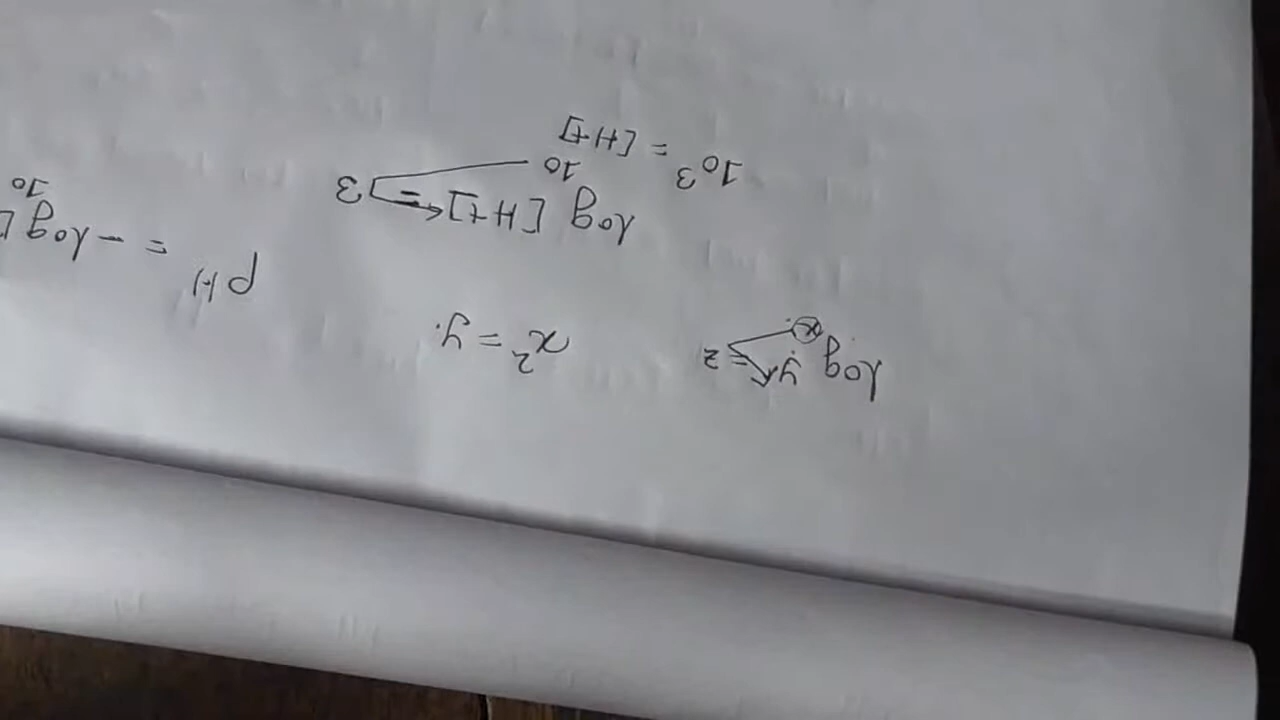 log_x y = z
x^z = y.
pH = - log_10 [
log_10 [H+] = 3
10^3 = [H+]